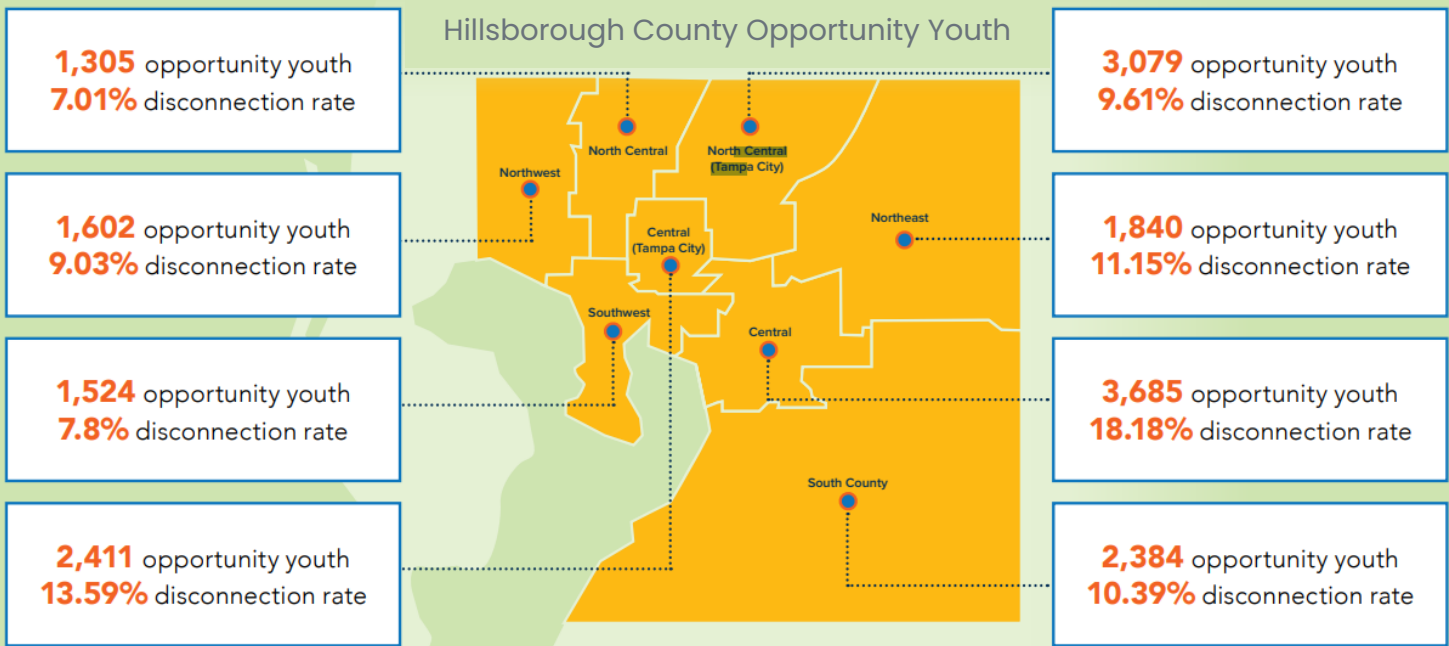 Hillsborough County Opportunity Youth
1,305 opportunity youth
7.01% disconnection rate
1,602 opportunity youth
9.03% disconnection rate
1,524 opportunity youth
7.8% disconnection rate
2,411 opportunity youth
13.59% disconnection rate
North Central
North Central
(Tampa City)
Northwest
Northeast
Central
(Tampa City)
Southwest
Central
South County
3,079 opportunity youth
9.61% disconnection rate
1,840 opportunity youth
11.15% disconnection rate
3,685 opportunity youth
18.18% disconnection rate
2,384 opportunity youth
10.39% disconnection rate